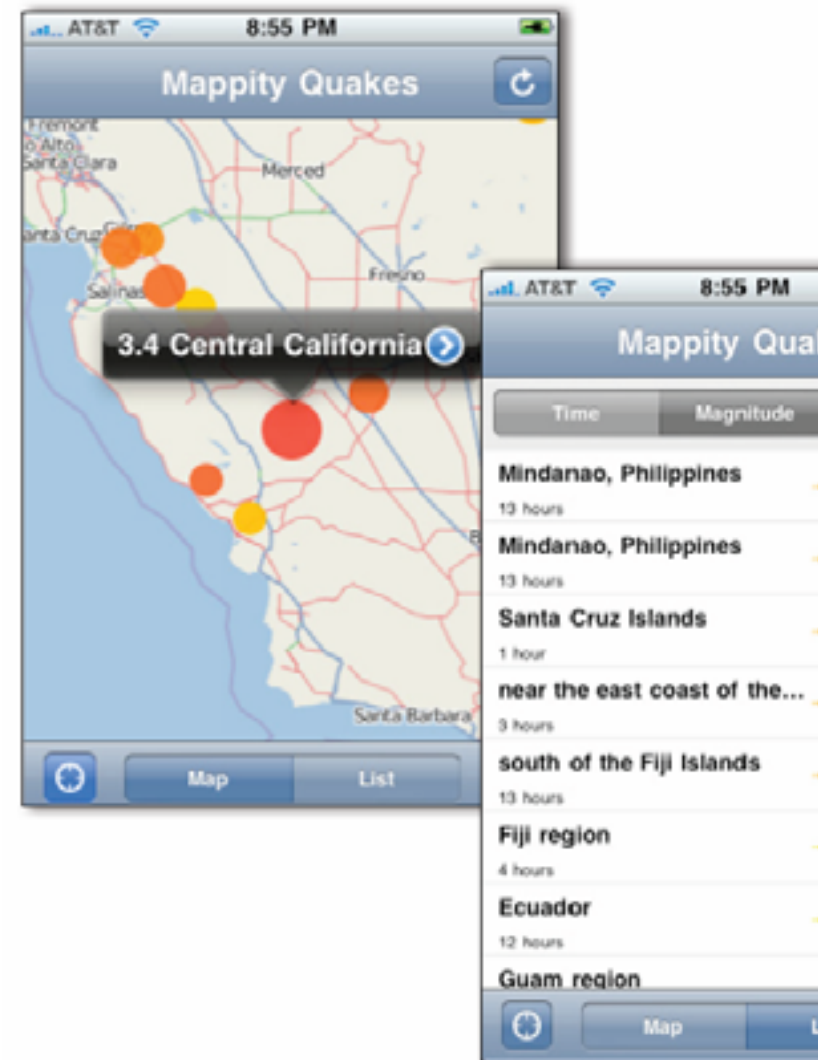 AT&T 8:55 PM
Mappity Quakes
Fremont
o Alto
Santa Clara
Merced
anta Cruz
Fresno
Salinas
3.4 Central California
Santa Barbara
Map List
AT&T 8:55 PM
Mappity Qua
Time Magnitude
Mindanao, Philippines
13 hours
Mindanao, Philippines
13 hours
Santa Cruz Islands
1 hour
near the east coast of the...
3 hours
south of the Fiji Islands
13 hours
Fiji region
4 hours
Ecuador
12 hours
Guam region
Map L